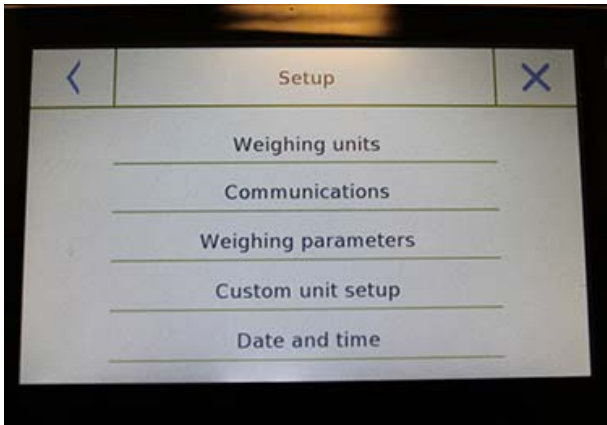 Setup
Weighing units
Communications
Weighing parameters
Custom unit setup
Date and time